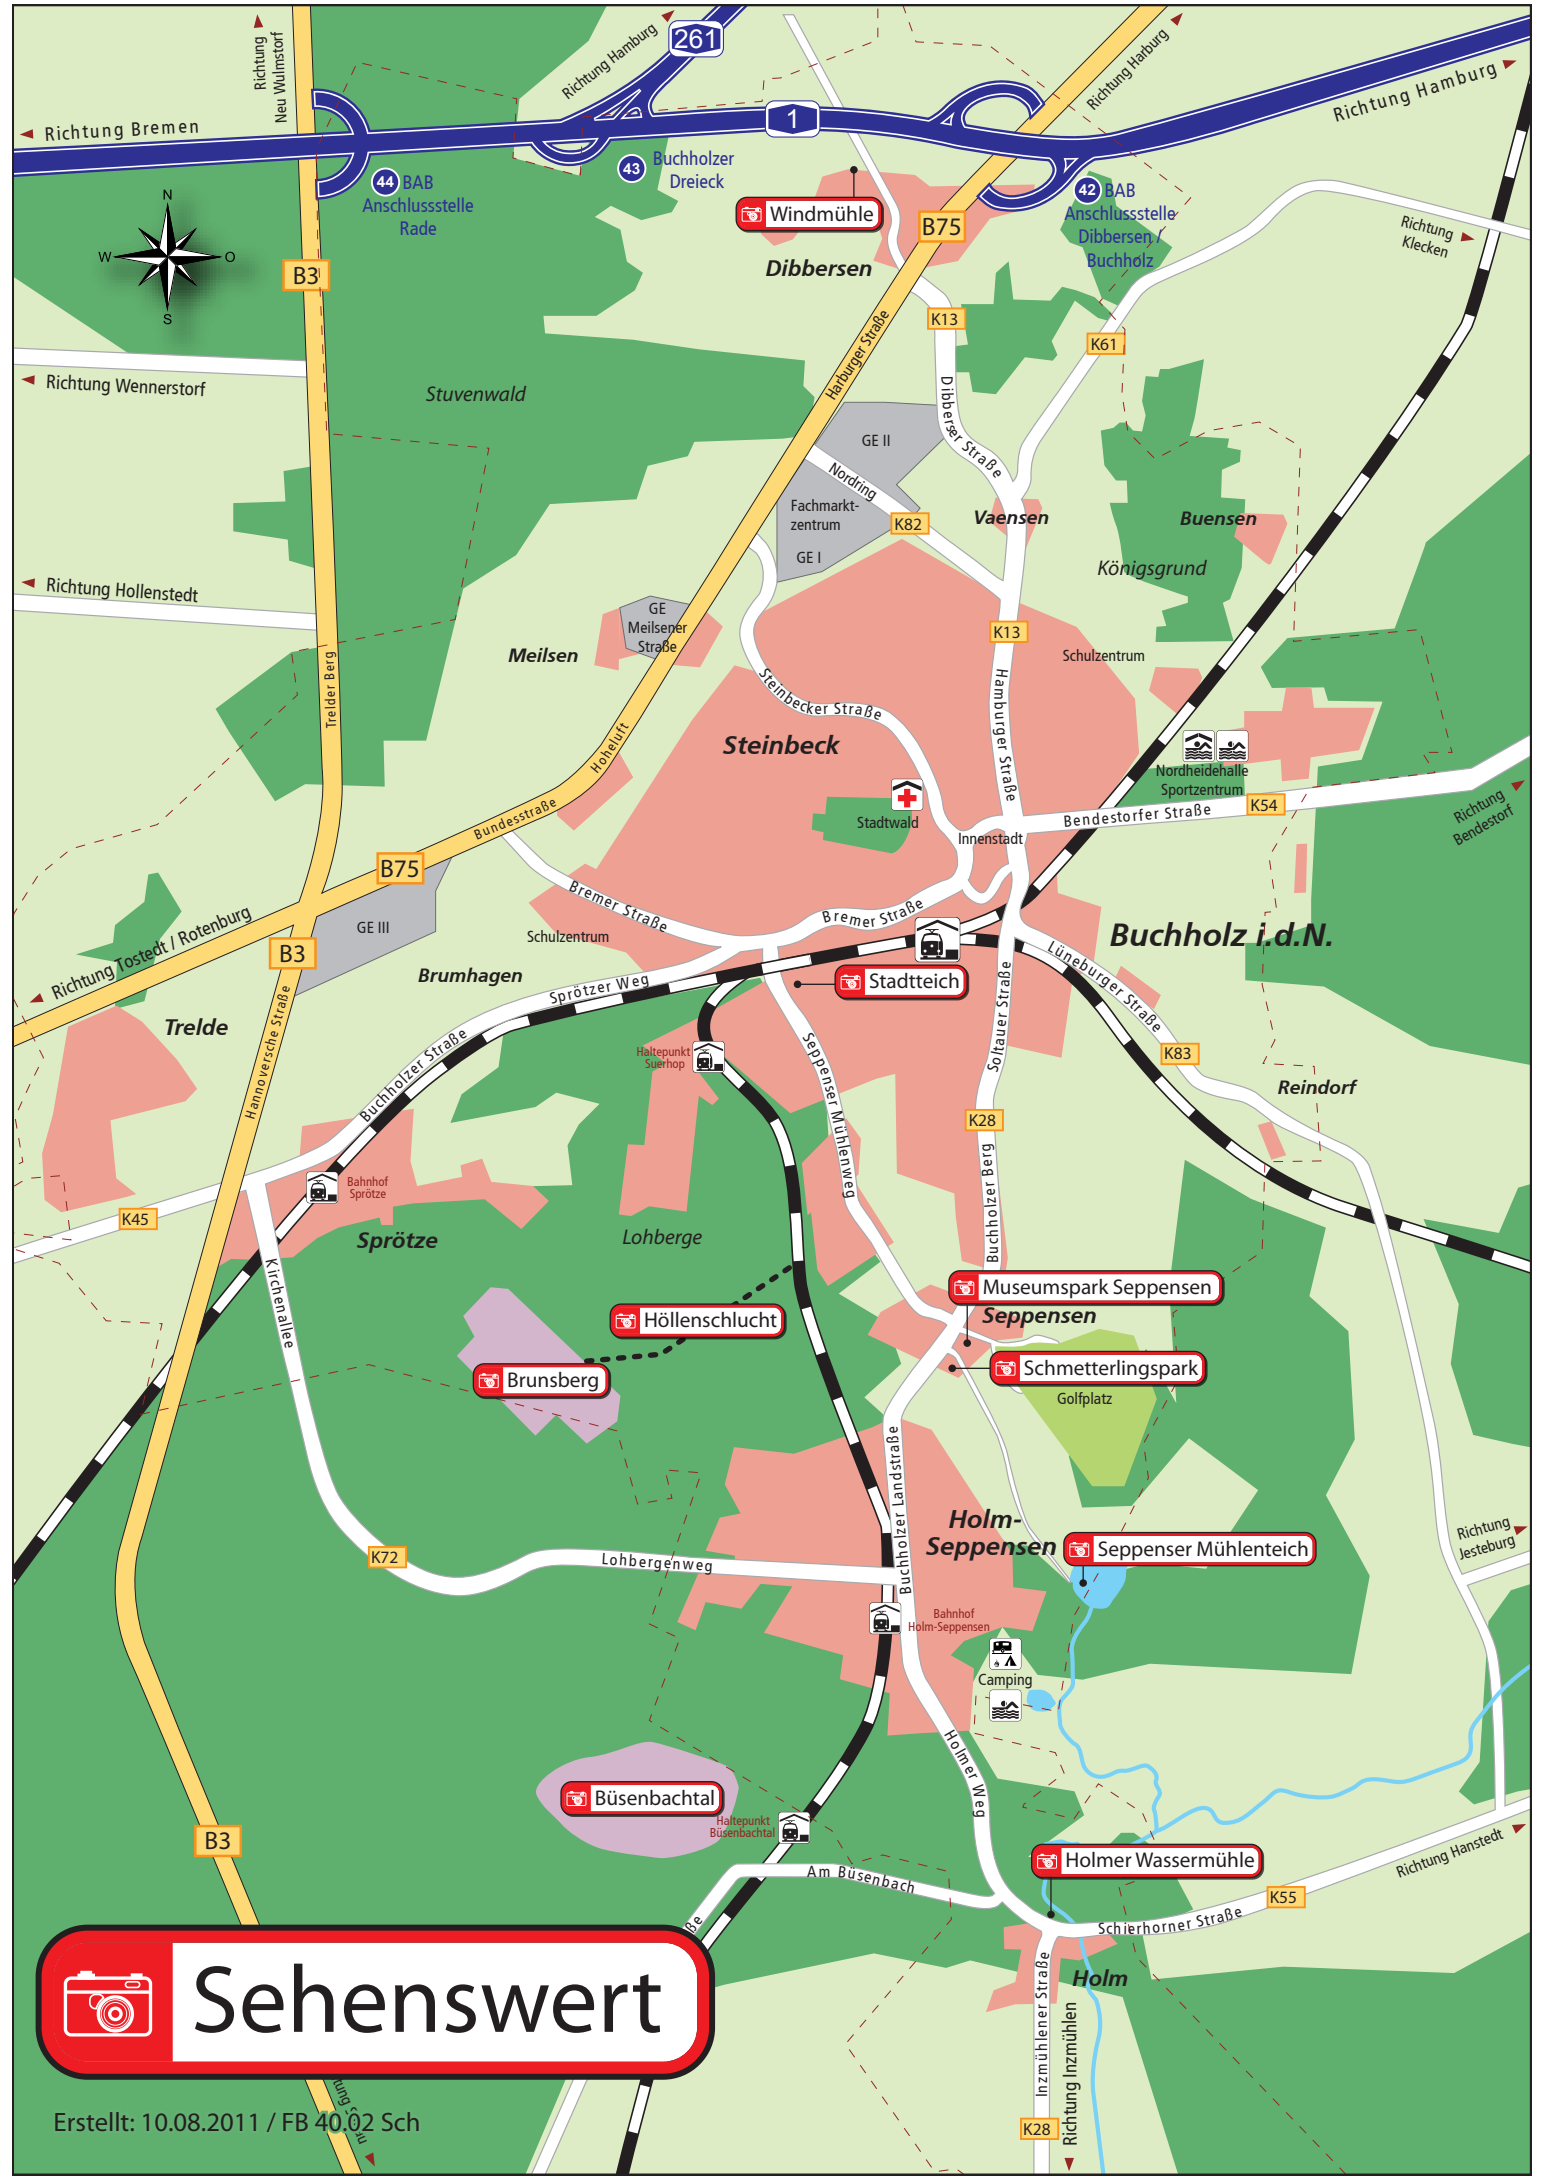 Richtung
Neu Wulmstorf
Richtung Hamburg
261
Richtung Harburg
Richtung Hamburg
Richtung Bremen
1
44 BAB
Anschlussstelle
Rade
43 Buchholzer
Dreieck
42 BAB
Anschlussstelle
Dibbersen /
Buchholz
N
W
O
S
Windmühle
B75
Dibbersen
Richtung
Klecken
B3
K13
K61
Harburger Straße
Richtung Wennerstorf
Stuvenwald
Dibberser Straße
GE II
Nordring
Fachmarkt-
zentrum
GE I
K82
Vaensen
Buensen
Königsgrund
Richtung Hollenstedt
GE
Meilsener
Straße
Meilsen
K13
Schulzentrum
Trelder Berg
Steinbecker Straße
Hamburger Straße
Steinbeck
Hoheluft
Nordheidehalle
Sportzentrum
Stadtwald
Innenstadt
Bundesstraße
Bendestorfer Straße
K54
Richtung
Bendestorf
B75
Bremer Straße
Bremer Straße
Richtung Tostedt / Rotenburg
GE III
Schulzentrum
Buchholz i.d.N.
B3
Brumhagen
Sprötzer Weg
Stadtteich
Lüneburger Straße
Trelde
Hannoversche Straße
Buchholzer Straße
Haltepunkt
Suerhop
Seppenser Mühlenweg
Soltauer Straße
K83
Reindorf
K28
Bahnhof
Sprötze
K45
Sprötze
Lohberge
Buchholzer Berg
Kirchenallee
Museumspark Seppensen
Seppensen
Höllenschlucht
Schmetterlingspark
Golfplatz
Brunsberg
Buchholzer Landstraße
Holm-
Seppensen
Seppenser Mühlenteich
Richtung
Jesteburg
K72
Lohbergenweg
Bahnhof
Holm-Seppensen
Camping
Holmer Weg
Büsenbachtal
Haltepunkt
Büsenbachtal
B3
Am Büsenbach
Holmer Wassermühle
Richtung Hanstedt
K55
Schierhorner Straße
Holm
Inzmühlener Straße
Richtung Inzmühlen
K28
Sehenswert
Erstellt: 10.08.2011 / FB 40.02 Sch